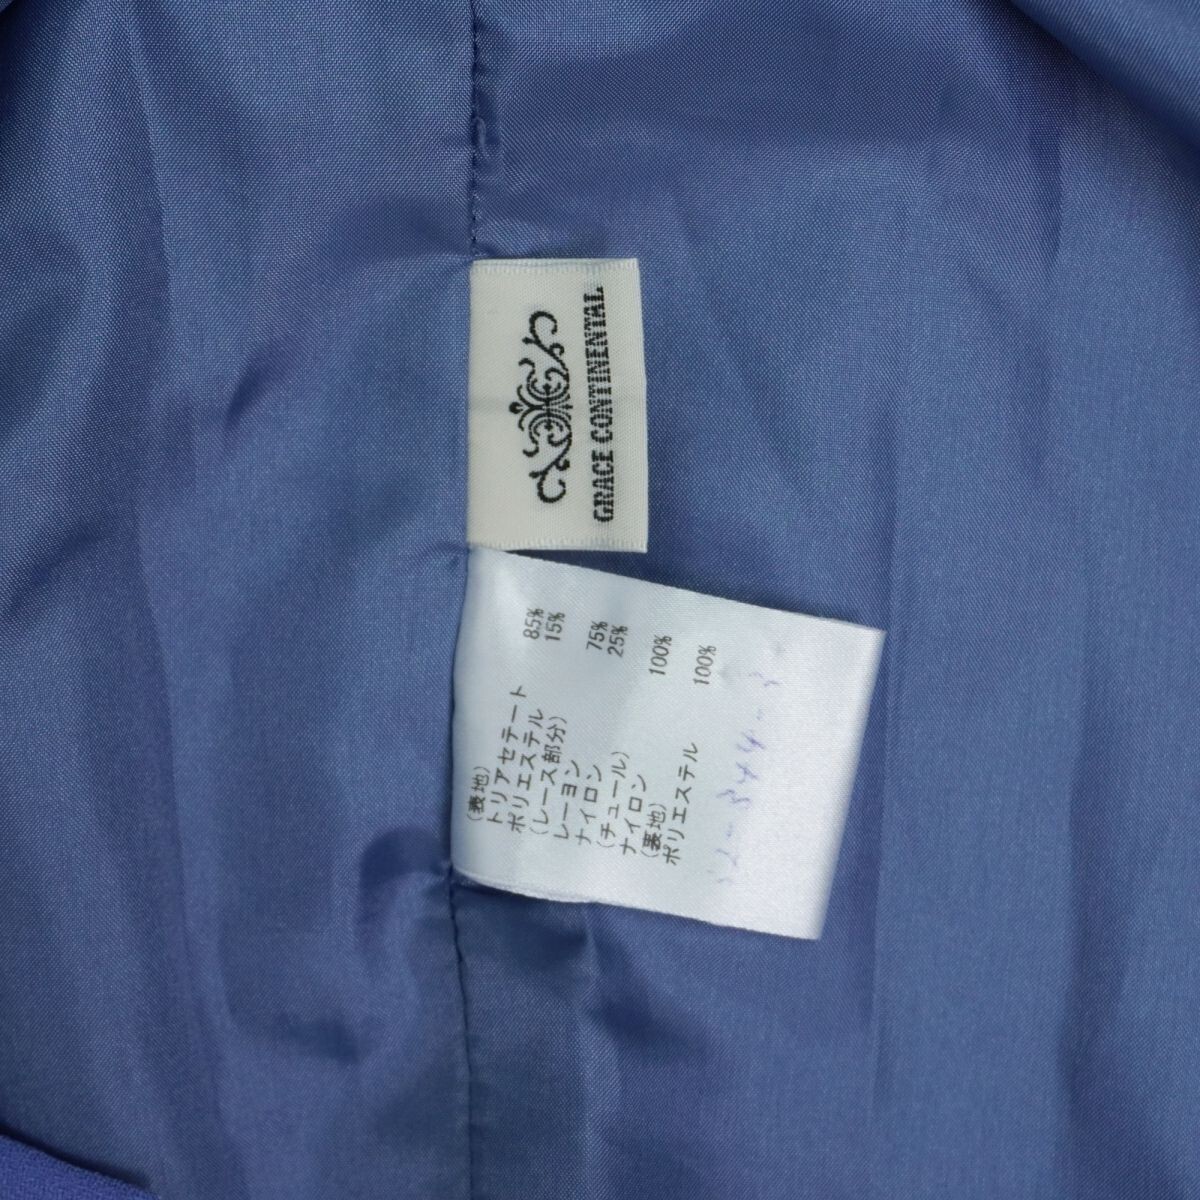 GRACE CONTINENTAL
(表地)
トリアセテート 85%
ポリエステル 15%
(レース部分)
レーヨン 75%
ナイロン 25%
(チュール)
ナイロン 100%
(裏地)
ポリエステル 100%